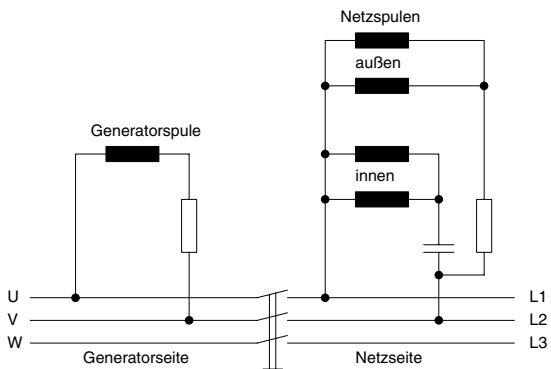 Netzspulen
außen
Generatorspule
innen
U
L1
V
L2
W
L3
Generatorseite
Netzseite